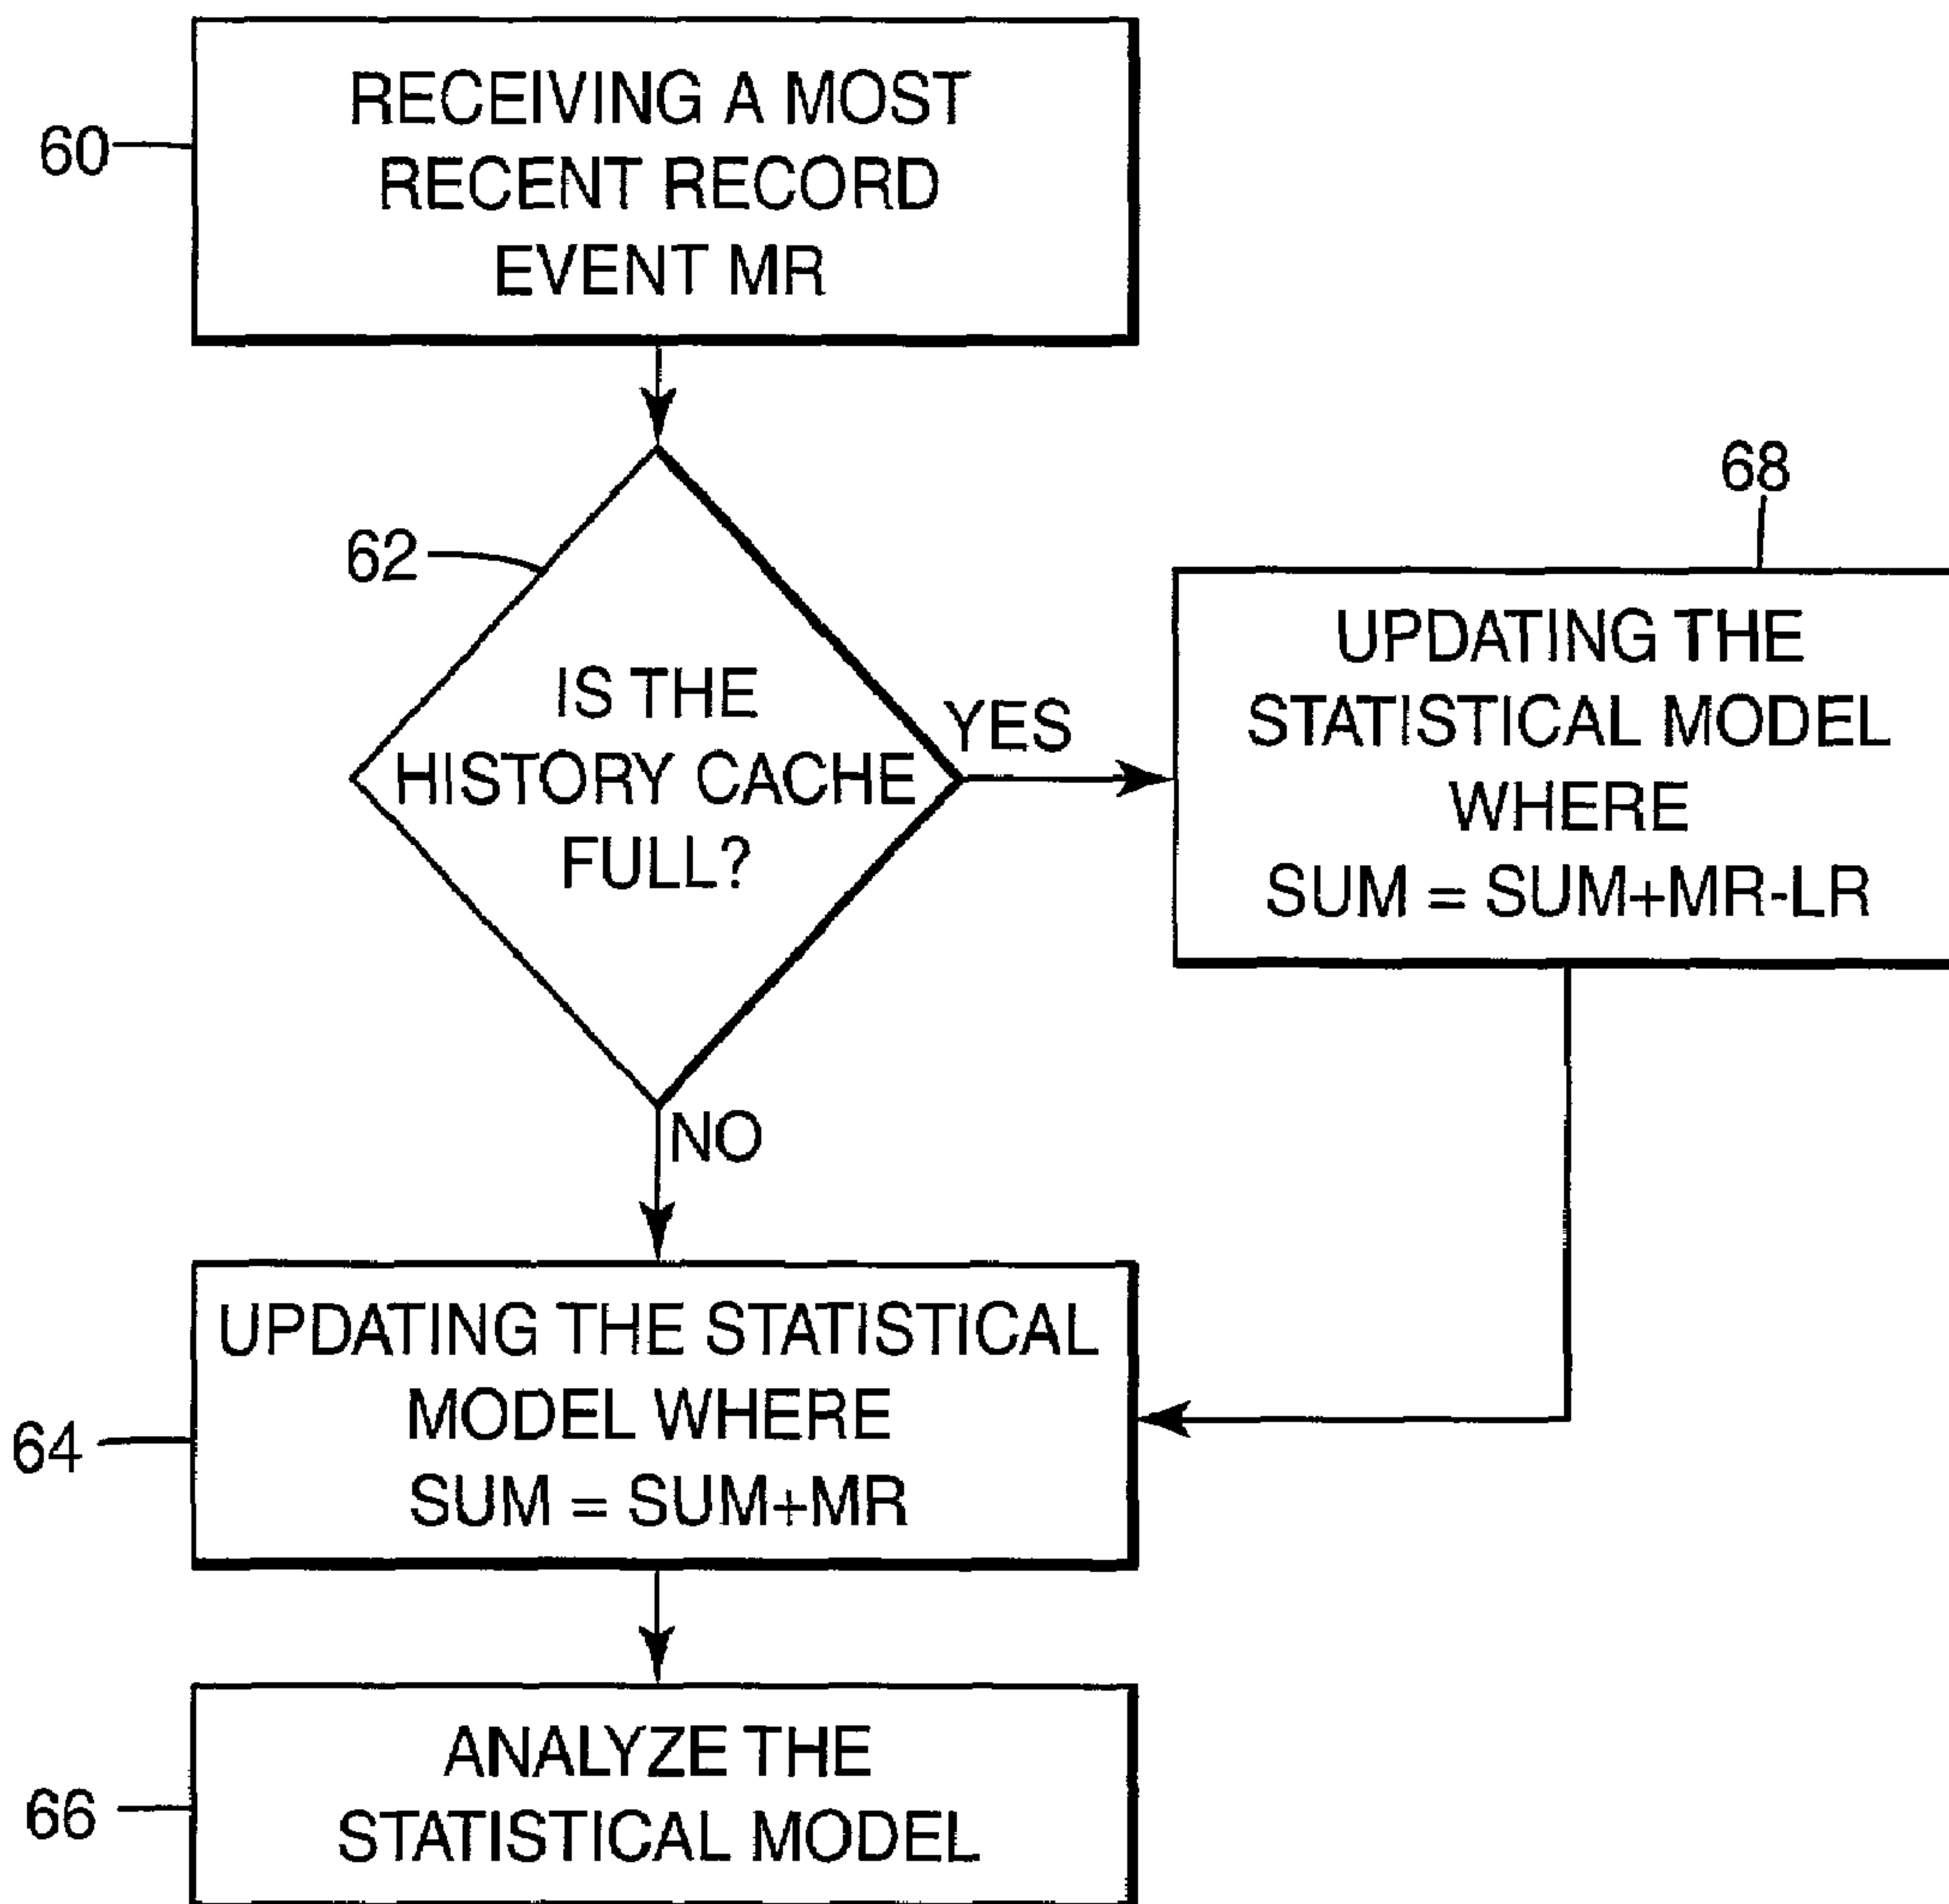 60
RECEIVING A MOST
RECENT RECORD
EVENT MR
62
IS THE
HISTORY CACHE
FULL?
YES
68
UPDATING THE
STATISTICAL MODEL
WHERE
SUM = SUM+MR-LR
NO
64
UPDATING THE STATISTICAL
MODEL WHERE
SUM = SUM+MR
66
ANALYZE THE
STATISTICAL MODEL